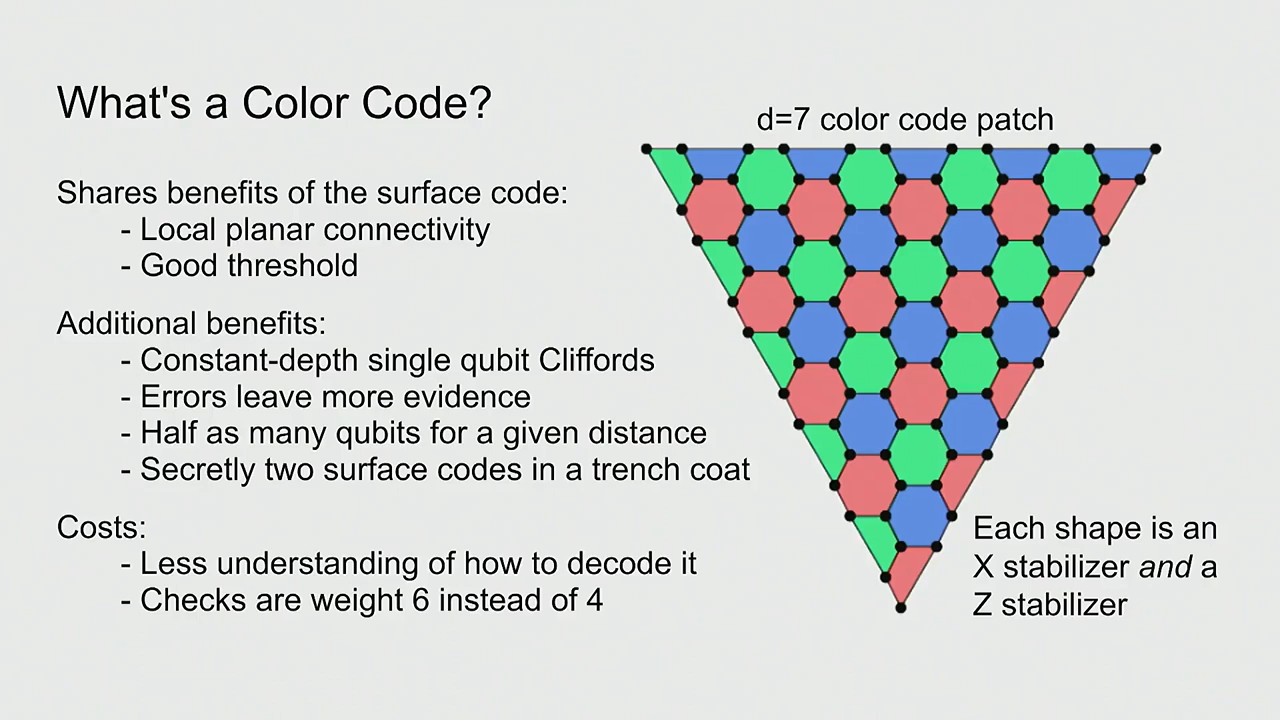 What's a Color Code?
d=7 color code patch
Shares benefits of the surface code:
- Local planar connectivity
- Good threshold
Additional benefits:
- Constant-depth single qubit Cliffords
- Errors leave more evidence
- Half as many qubits for a given distance
- Secretly two surface codes in a trench coat
Costs:
- Less understanding of how to decode it
- Checks are weight 6 instead of 4
Each shape is an
X stabilizer and a
Z stabilizer